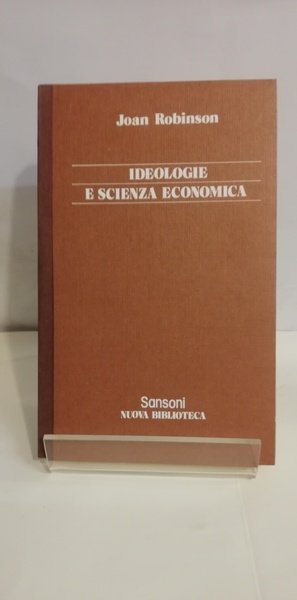 Joan Robinson
IDEOLOGIE
E SCIENZA ECONOMICA
Sansoni
NUOVA BIBLIOTECA